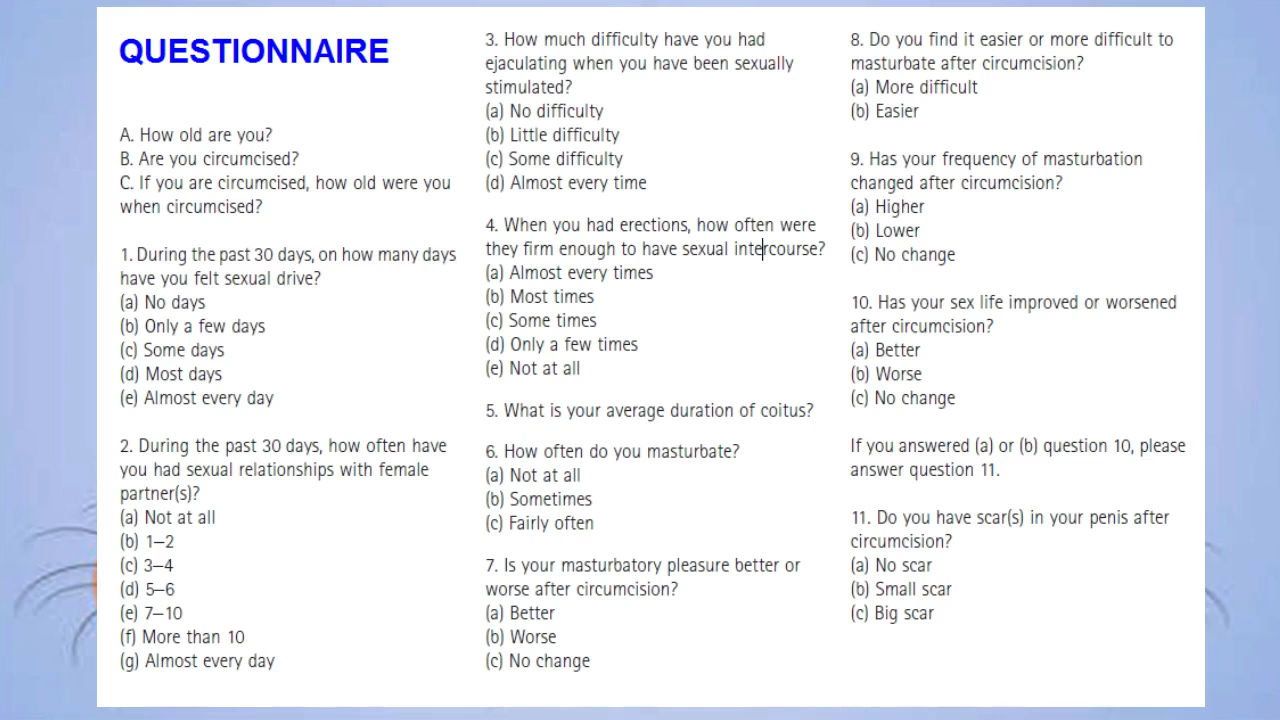 QUESTIONNAIRE
A. How old are you?
B. Are you circumcised?
C. If you are circumcised, how old were you
when circumcised?
1. During the past 30 days, on how many days
have you felt sexual drive?
(a) No days
(b) Only a few days
(c) Some days
(d) Most days
(e) Almost every day
2. During the past 30 days, how often have
you had sexual relationships with female
partner(s)?
(a) Not at all
(b) 1–2
(c) 3–4
(d) 5–6
(e) 7–10
(f) More than 10
(g) Almost every day
3. How much difficulty have you had
ejaculating when you have been sexually
stimulated?
(a) No difficulty
(b) Little difficulty
(c) Some difficulty
(d) Almost every time
4. When you had erections, how often were
they firm enough to have sexual intercourse?
(a) Almost every times
(b) Most times
(c) Some times
(d) Only a few times
(e) Not at all
5. What is your average duration of coitus?
6. How often do you masturbate?
(a) Not at all
(b) Sometimes
(c) Fairly often
7. Is your masturbatory pleasure better or
worse after circumcision?
(a) Better
(b) Worse
(c) No change
8. Do you find it easier or more difficult to
masturbate after circumcision?
(a) More difficult
(b) Easier
9. Has your frequency of masturbation
changed after circumcision?
(a) Higher
(b) Lower
(c) No change
10. Has your sex life improved or worsened
after circumcision?
(a) Better
(b) Worse
(c) No change
If you answered (a) or (b) question 10, please
answer question 11.
11. Do you have scar(s) in your penis after
circumcision?
(a) No scar
(b) Small scar
(c) Big scar